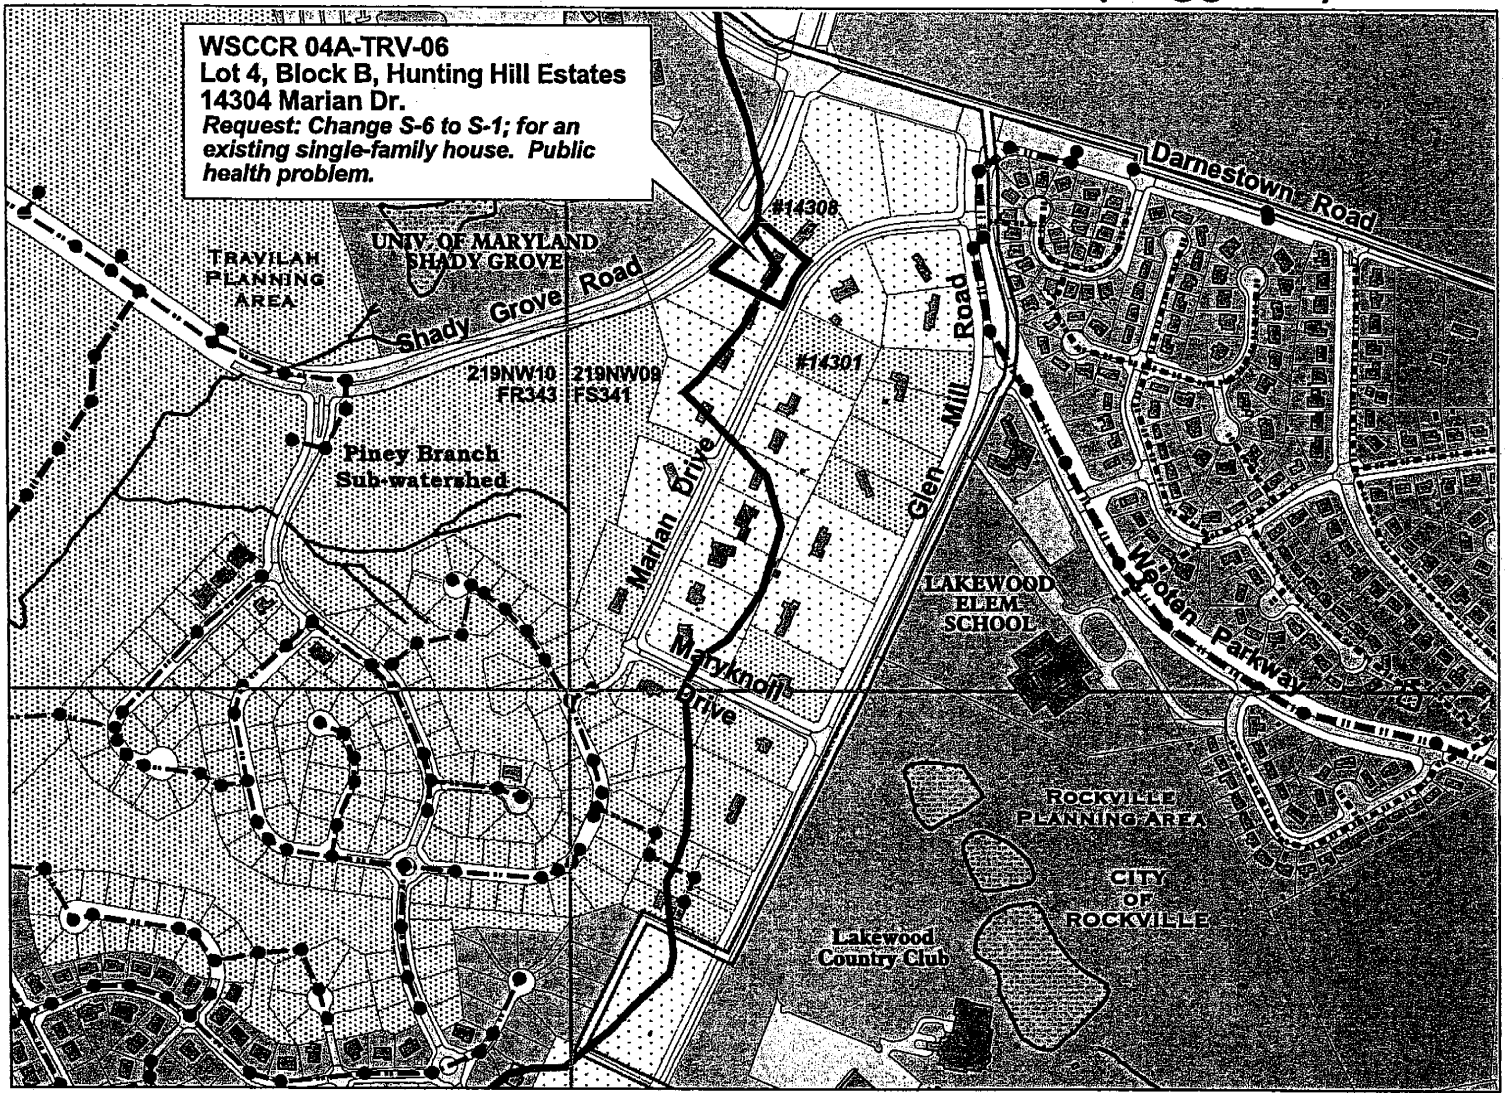 WSCCR 04A-TRV-06
Lot 4, Block B, Hunting Hill Estates
14304 Marian Dr.
Request: Change S-6 to S-1; for an
existing single-family house. Public
health problem.
Darnestown Road
#14308
UNIV. OF MARYLAND
SHADY GROVE
TRAVILAH
PLANNING
AREA
Shady Grove Road
219NW10
FR343
219NW09
FS341
#14301
Glen Mill Road
Piney Branch
Sub-watershed
Marian Drive
Wooten Parkway
LAKEWOOD
ELEM.
SCHOOL
Maryknoll
Drive
ROCKVILLE
PLANNING AREA
CITY
OF
ROCKVILLE
Lakewood
Country Club